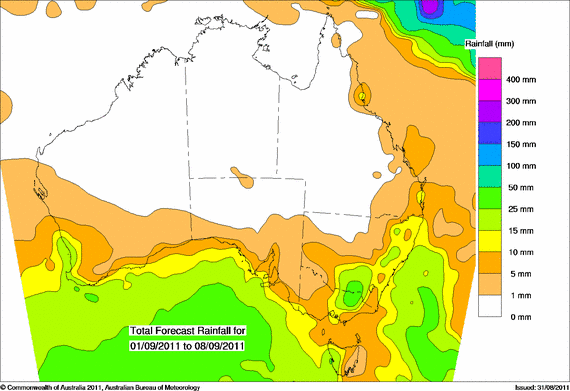 Rainfall (mm)
400 mm
300 mm
200 mm
150 mm
100 mm
50 mm
25 mm
15 mm
10 mm
5 mm
1 mm
0 mm
Total Forecast Rainfall for
01/09/2011 to 08/09/2011
© Commonwealth of Australia 2011, Australian Bureau of Meteorology
Issued: 31/08/2011